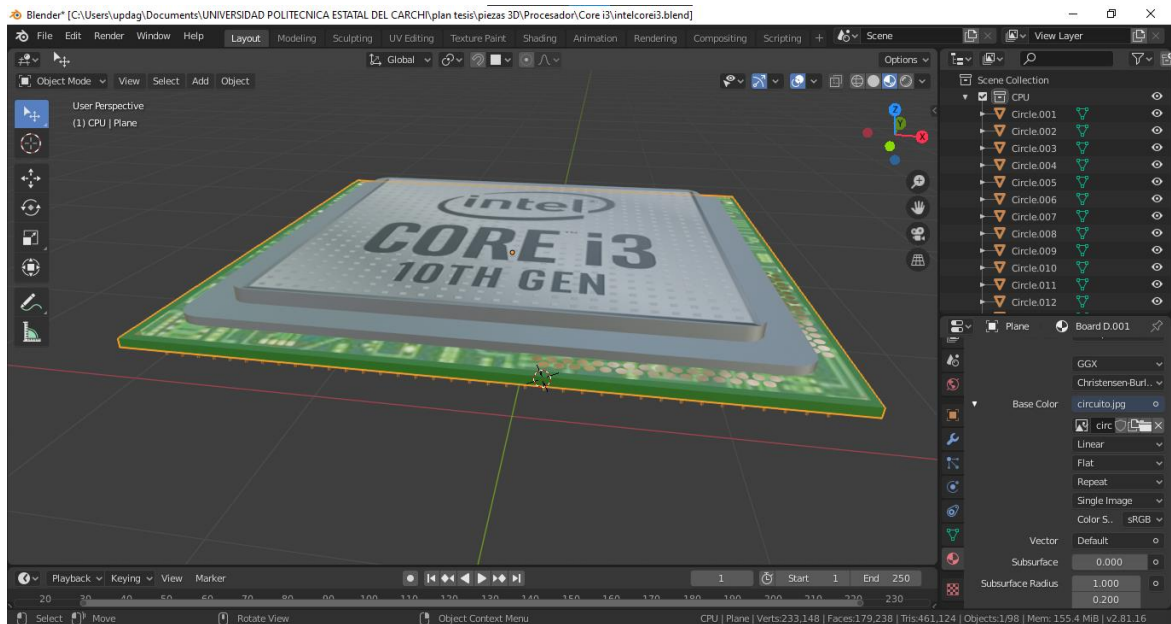 Blender* [C:\Users\updag\Documents\UNIVERSIDAD POLITECNICA ESTATAL DEL CARCHI\plan tesis\piezas 3D\Procesador\Core i3\intelcorei3.blend]
File Edit Render Window Help Layout Modeling Sculpting UV Editing Texture Paint Shading Animation Rendering Compositing Scripting + Scene View Layer
Global Options
Object Mode View Select Add Object
User Perspective
(1) CPU | Plane
Z
Y
X
intel
CORE i3
10TH GEN
Scene Collection
CPU
Circle.001
Circle.002
Circle.003
Circle.004
Circle.005
Circle.006
Circle.007
Circle.008
Circle.009
Circle.010
Circle.011
Circle.012
Plane Board D.001
GGX
Christensen-Burl..
Base Color circuito.jpg
circ
Linear
Flat
Repeat
Single Image
Color S.. sRGB
Vector Default
Subsurface 0.000
Subsurface Radius 1.000
0.200
Playback Keying View Marker 1 Start 1 End 250
20 30 40 50 60 70 80 90 100 110 120 130 140 150 160 170 180 190 200 210 220 230
Select Move Rotate View Object Context Menu CPU | Plane | Verts:233,148 | Faces:179,238 | Tris:461,124 | Objects:1/98 | Mem: 155.4 MiB | v2.81.16